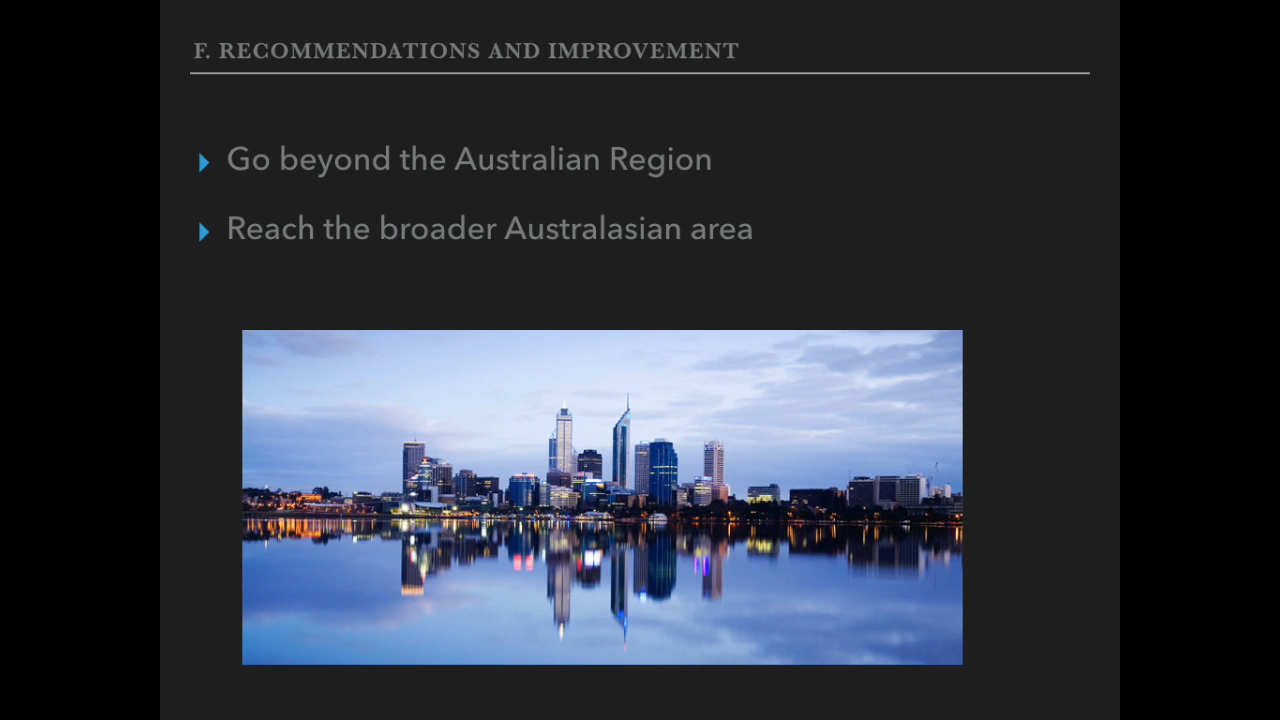 F. RECOMMENDATIONS AND IMPROVEMENT
Go beyond the Australian Region
Reach the broader Australasian area